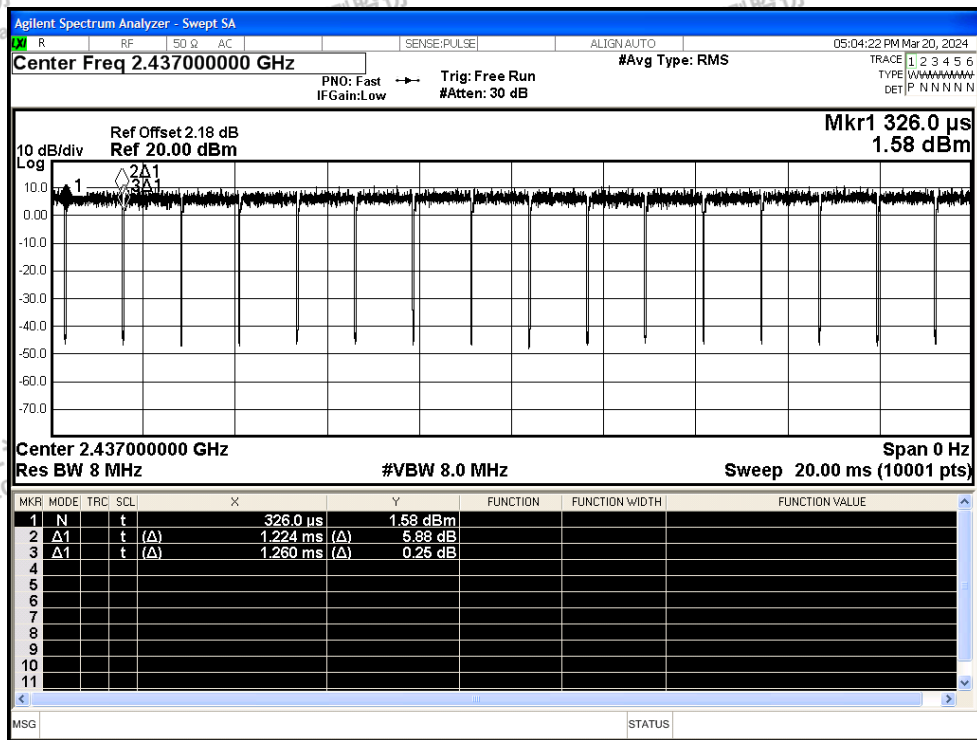 Agilent Spectrum Analyzer - Swept SA
LXI R RF 50 Ω AC SENSE:PULSE ALIGN AUTO 05:04:22 PM Mar 20, 2024
Center Freq 2.437000000 GHz
PNO: Fast
IFGain:Low
Trig: Free Run
#Atten: 30 dB
#Avg Type: RMS
TRACE 1 2 3 4 5 6
TYPE WWWWWW
DET P N N N N N
Mkr1 326.0 µs
1.58 dBm
Ref Offset 2.18 dB
10 dB/div Ref 20.00 dBm
Log
1
2Δ1
3Δ1
10.0
0.00
-10.0
-20.0
-30.0
-40.0
-50.0
-60.0
-70.0
Center 2.437000000 GHz Span 0 Hz
Res BW 8 MHz #VBW 8.0 MHz Sweep 20.00 ms (10001 pts)
MKR MODE TRC SCL X Y FUNCTION FUNCTION WIDTH FUNCTION VALUE
1 N t 326.0 µs 1.58 dBm
2 Δ1 t (Δ) 1.224 ms (Δ) 5.88 dB
3 Δ1 t (Δ) 1.260 ms (Δ) 0.25 dB
4
5
6
7
8
9
10
11
MSG STATUS